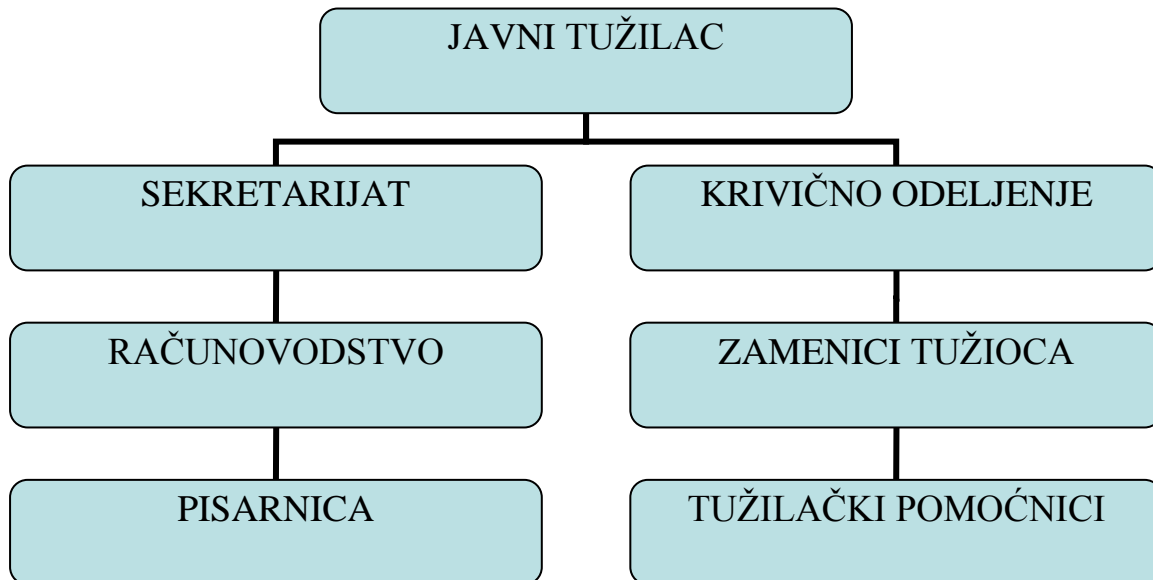 JAVNI TUŽILAC
SEKRETARIJAT
KRIVIČNO ODELJENJE
RAČUNOVODSTVO
ZAMENICI TUŽIOCA
PISARNICA
TUŽILAČKI POMOĆNICI